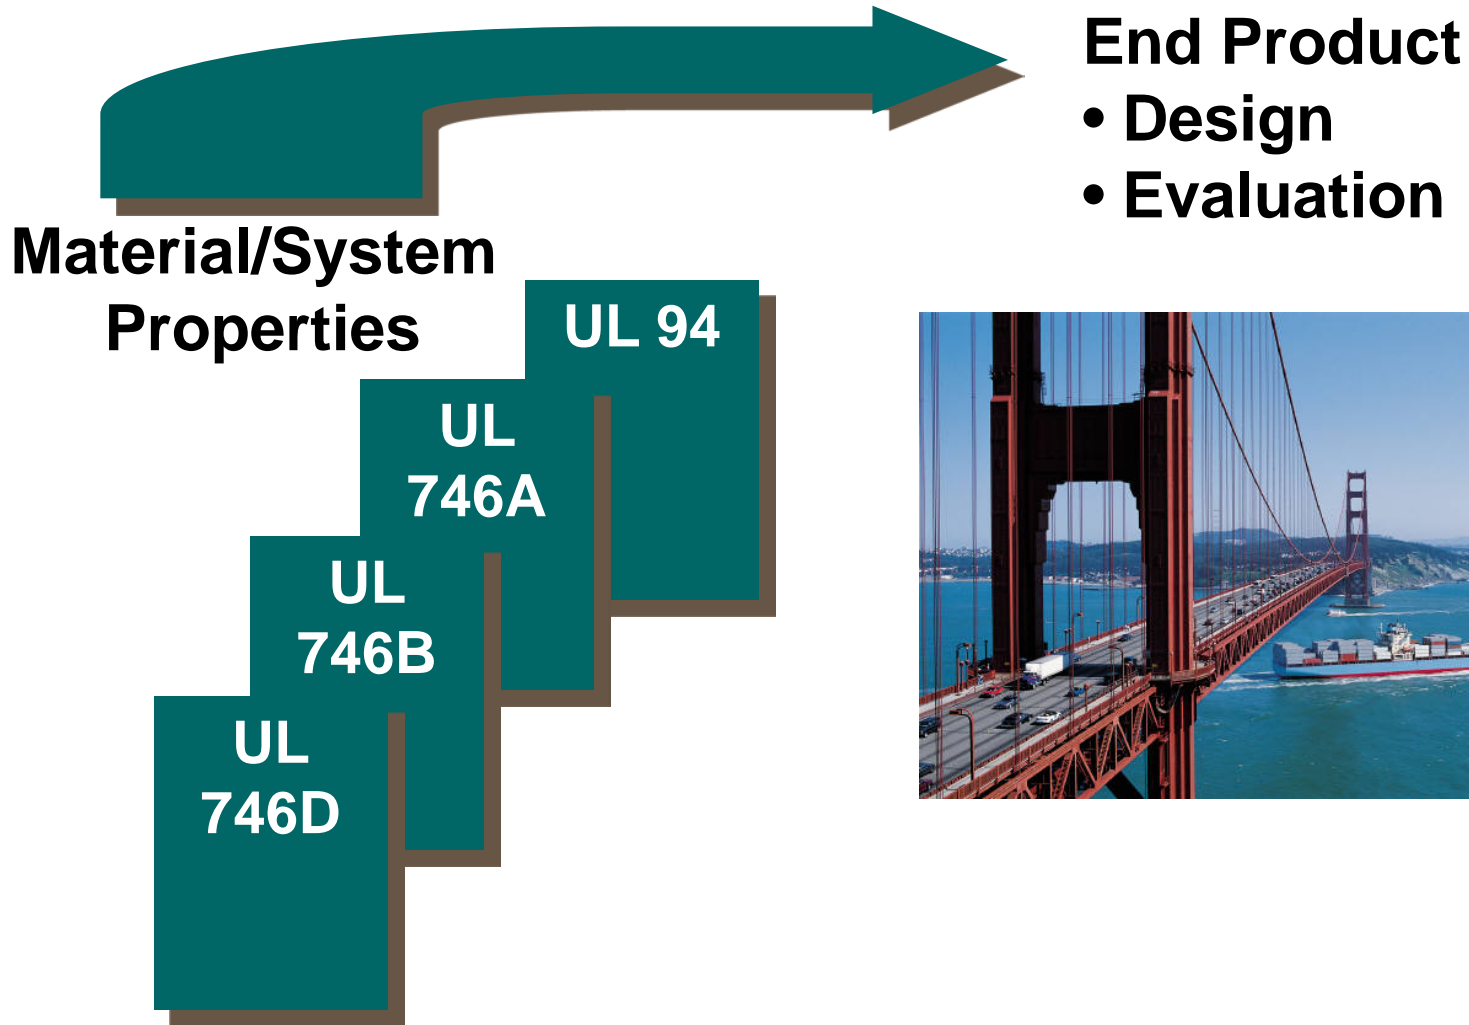 End Product
• Design
• Evaluation
Material/System
Properties
UL 94
UL
746A
UL
746B
UL
746D